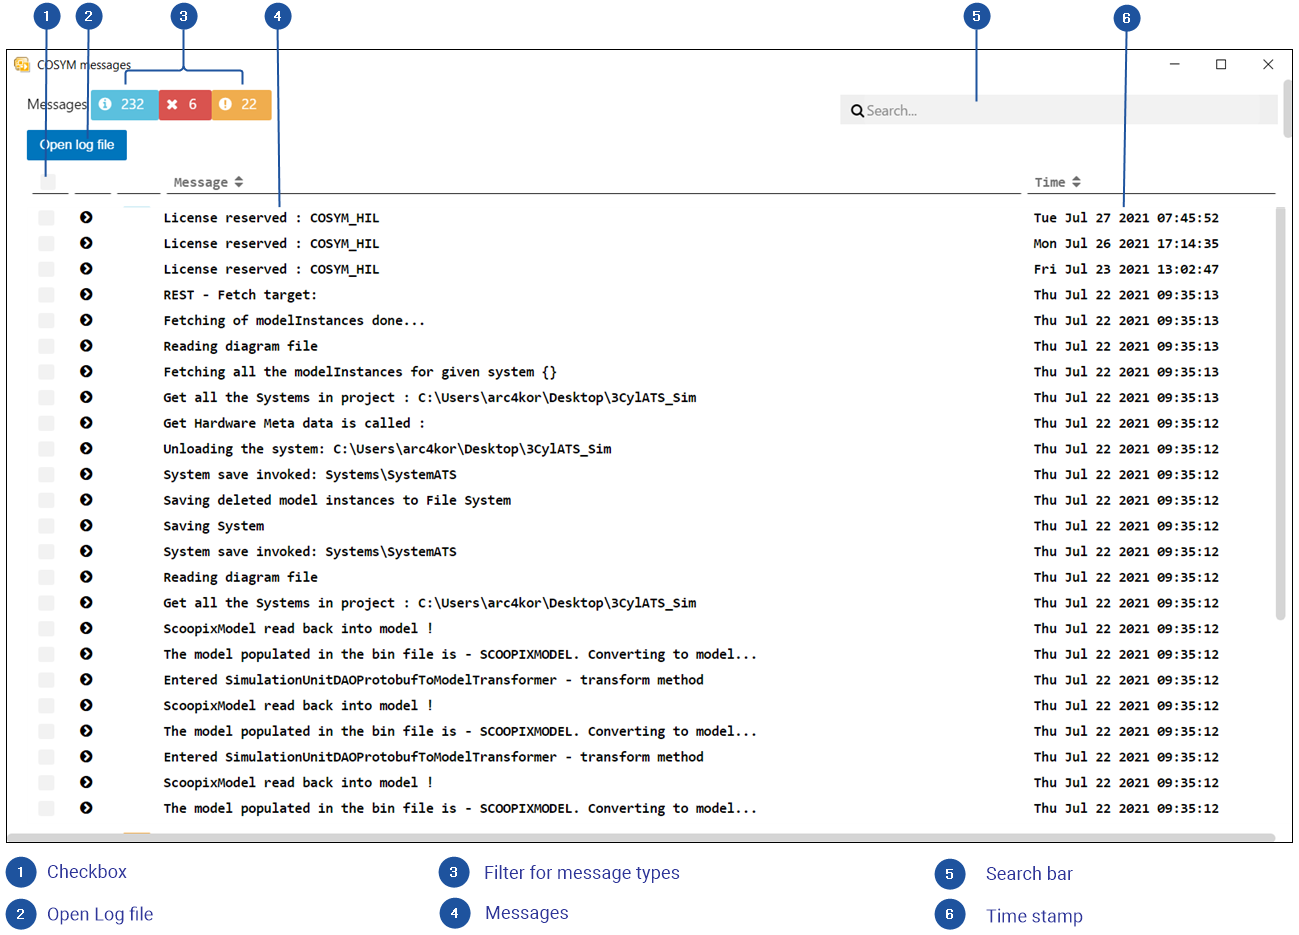 1 2 3 4 5 6
COSYM messages
Messages 232 6 22
Search...
Open log file
Message Time
License reserved : COSYM_HIL Tue Jul 27 2021 07:45:52
License reserved : COSYM_HIL Mon Jul 26 2021 17:14:35
License reserved : COSYM_HIL Fri Jul 23 2021 13:02:47
REST - Fetch target: Thu Jul 22 2021 09:35:13
Fetching of modelInstances done... Thu Jul 22 2021 09:35:13
Reading diagram file Thu Jul 22 2021 09:35:13
Fetching all the modelInstances for given system {} Thu Jul 22 2021 09:35:13
Get all the Systems in project : C:\Users\arc4kor\Desktop\3CylATS_Sim Thu Jul 22 2021 09:35:13
Get Hardware Meta data is called : Thu Jul 22 2021 09:35:12
Unloading the system: C:\Users\arc4kor\Desktop\3CylATS_Sim Thu Jul 22 2021 09:35:12
System save invoked: Systems\SystemATS Thu Jul 22 2021 09:35:12
Saving deleted model instances to File System Thu Jul 22 2021 09:35:12
Saving System Thu Jul 22 2021 09:35:12
System save invoked: Systems\SystemATS Thu Jul 22 2021 09:35:12
Reading diagram file Thu Jul 22 2021 09:35:12
Get all the Systems in project : C:\Users\arc4kor\Desktop\3CylATS_Sim Thu Jul 22 2021 09:35:12
ScoopixModel read back into model ! Thu Jul 22 2021 09:35:12
The model populated in the bin file is - SCOOPIXMODEL. Converting to model... Thu Jul 22 2021 09:35:12
Entered SimulationUnitDAOProtobufToModelTransformer - transform method Thu Jul 22 2021 09:35:12
ScoopixModel read back into model ! Thu Jul 22 2021 09:35:12
The model populated in the bin file is - SCOOPIXMODEL. Converting to model... Thu Jul 22 2021 09:35:12
Entered SimulationUnitDAOProtobufToModelTransformer - transform method Thu Jul 22 2021 09:35:12
ScoopixModel read back into model ! Thu Jul 22 2021 09:35:12
The model populated in the bin file is - SCOOPIXMODEL. Converting to model... Thu Jul 22 2021 09:35:12
1 Checkbox 3 Filter for message types 5 Search bar
2 Open Log file 4 Messages 6 Time stamp